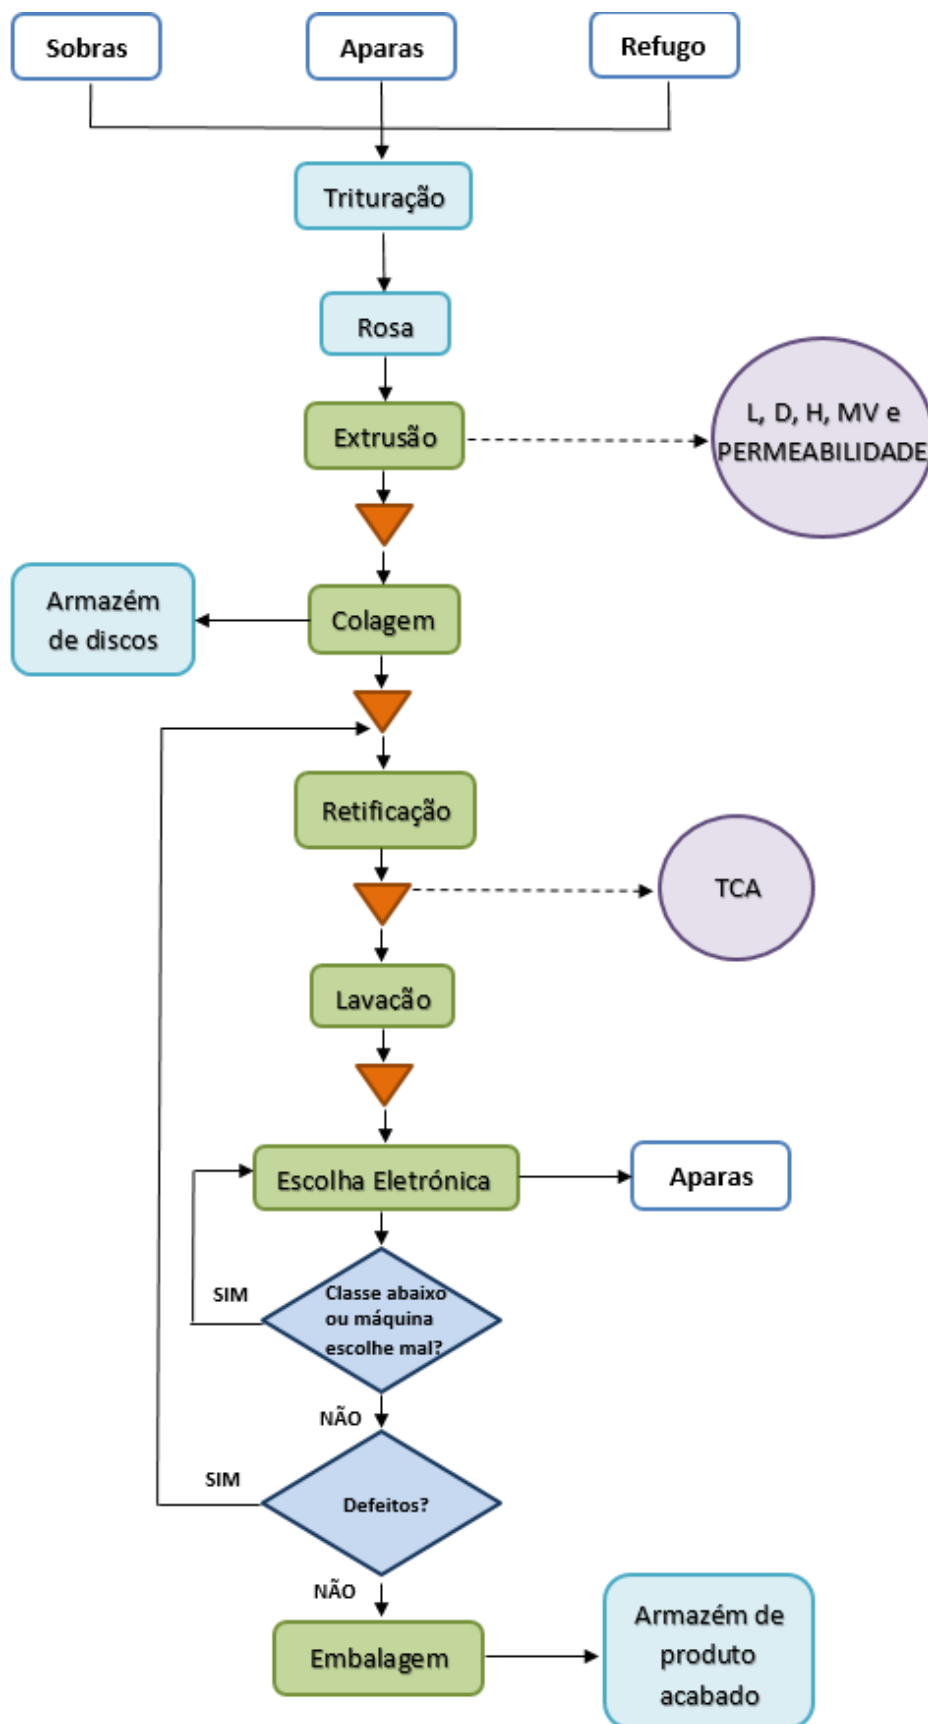 Sobras
Aparas
Refugo
Trituração
Rosa
Extrusão
L, D, H, MV e
PERMEABILIDADE
Colagem
Armazém
de discos
Retificação
TCA
Lavação
Escolha Eletrónica
Aparas
SIM
Classe abaixo
ou máquina
escolhe mal?
NÃO
SIM
Defeitos?
NÃO
Embalagem
Armazém de
produto
acabado